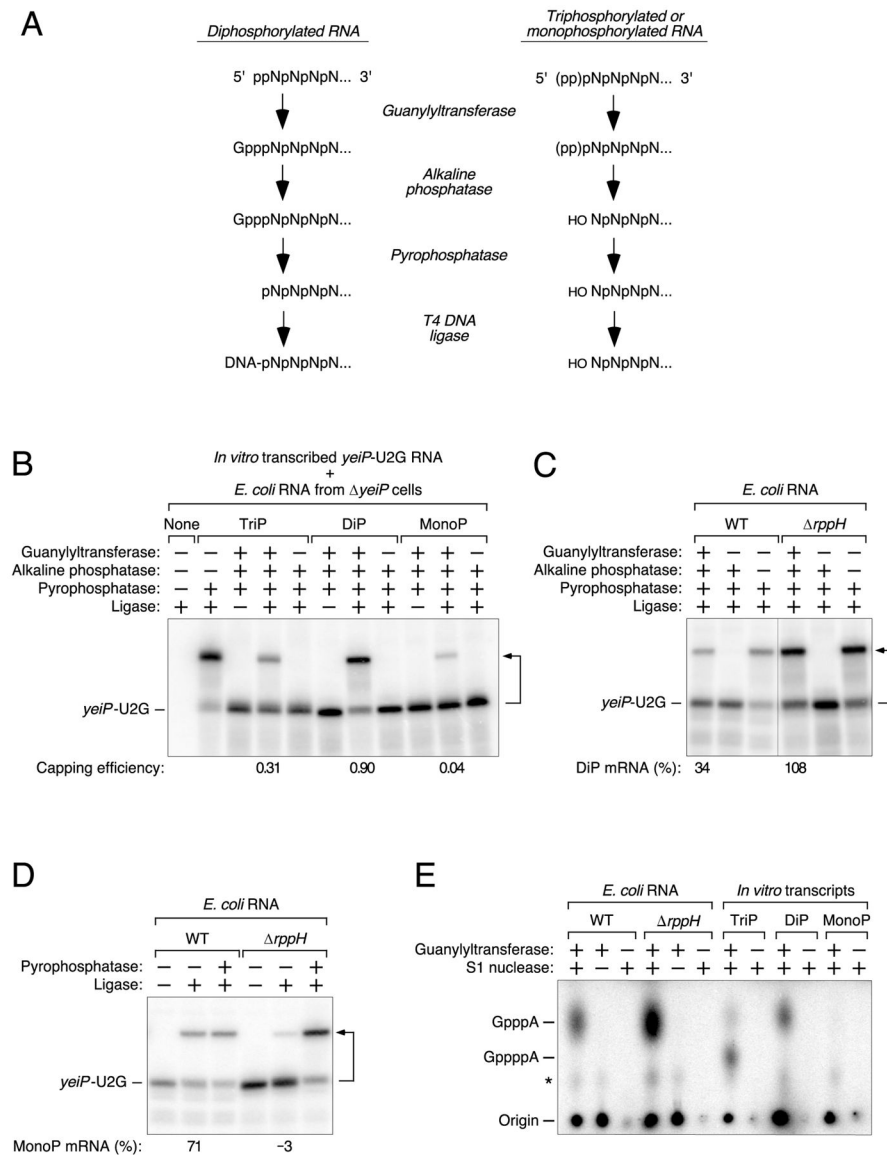 A
Diphosphorylated RNA
Triphosphorylated or
monophosphorylated RNA
5' ppNpNpNpN... 3'
5' (pp)pNpNpNpN... 3'
Guanylyltransferase
GpppNpNpNpN...
(pp)pNpNpNpN...
Alkaline
phosphatase
GpppNpNpNpN...
HO NpNpNpN...
Pyrophosphatase
pNpNpNpN...
HO NpNpNpN...
T4 DNA
ligase
DNA-pNpNpNpN...
HO NpNpNpN...
B
In vitro transcribed yeiP-U2G RNA
+
E. coli RNA from ΔyeiP cells
None TriP DiP MonoP
Guanylyltransferase: – – + + – + + – + + –
Alkaline phosphatase: – – + + + + + + + + +
Pyrophosphatase: – + + + + + + + + + +
Ligase: + + – + + – + + – + +
yeiP-U2G –
Capping efficiency: 0.31 0.90 0.04
C
E. coli RNA
WT ΔrppH
Guanylyltransferase: + – – + – –
Alkaline phosphatase: + + – + + –
Pyrophosphatase: + + + + + +
Ligase: + + + + + +
yeiP-U2G –
DiP mRNA (%): 34 108
D
E. coli RNA
WT ΔrppH
Pyrophosphatase: – – + – – +
Ligase: – + + – + +
yeiP-U2G –
MonoP mRNA (%): 71 –3
E
E. coli RNA In vitro transcripts
WT ΔrppH TriP DiP MonoP
Guanylyltransferase: + + – + + – + – + – + –
S1 nuclease: + – + + – + + + + + + +
GpppA –
GppppA –
*
Origin –